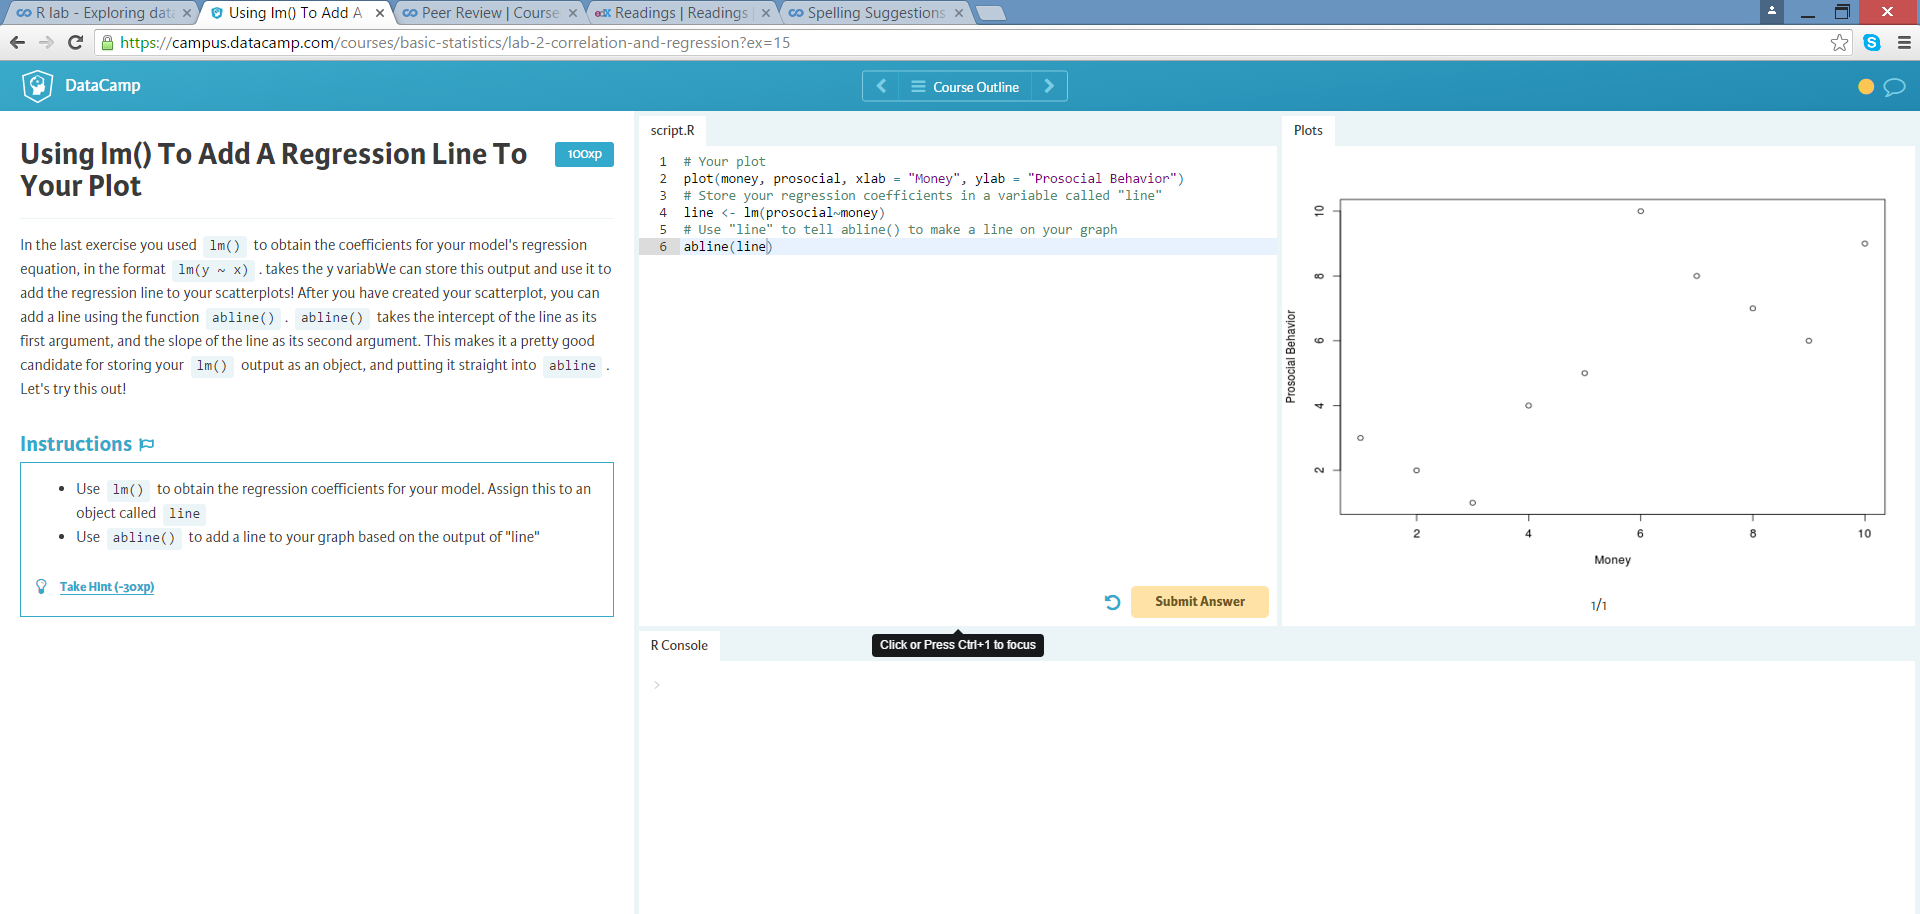 R lab - Exploring data
Using lm() To Add A
Peer Review | Course
edX Readings | Readings |
Spelling Suggestions
https://campus.datacamp.com/courses/basic-statistics/lab-2-correlation-and-regression?ex=15
DataCamp
Course Outline
Using lm() To Add A Regression Line To
Your Plot
100xp
In the last exercise you used lm() to obtain the coefficients for your model's regression
equation, in the format lm(y ~ x) . takes the y variabWe can store this output and use it to
add the regression line to your scatterplots! After you have created your scatterplot, you can
add a line using the function abline() . abline() takes the intercept of the line as its
first argument, and the slope of the line as its second argument. This makes it a pretty good
candidate for storing your lm() output as an object, and putting it straight into abline .
Let's try this out!
Instructions
• Use lm() to obtain the regression coefficients for your model. Assign this to an
object called line
• Use abline() to add a line to your graph based on the output of "line"
Take Hint (-30xp)
script.R
1 # Your plot
2 plot(money, prosocial, xlab = "Money", ylab = "Prosocial Behavior")
3 # Store your regression coefficients in a variable called "line"
4 line <- lm(prosocial~money)
5 # Use "line" to tell abline() to make a line on your graph
6 abline(line)
Submit Answer
Click or Press Ctrl+1 to focus
R Console
>
Plots
10
8
6
4
2
Prosocial Behavior
2 4 6 8 10
Money
1/1